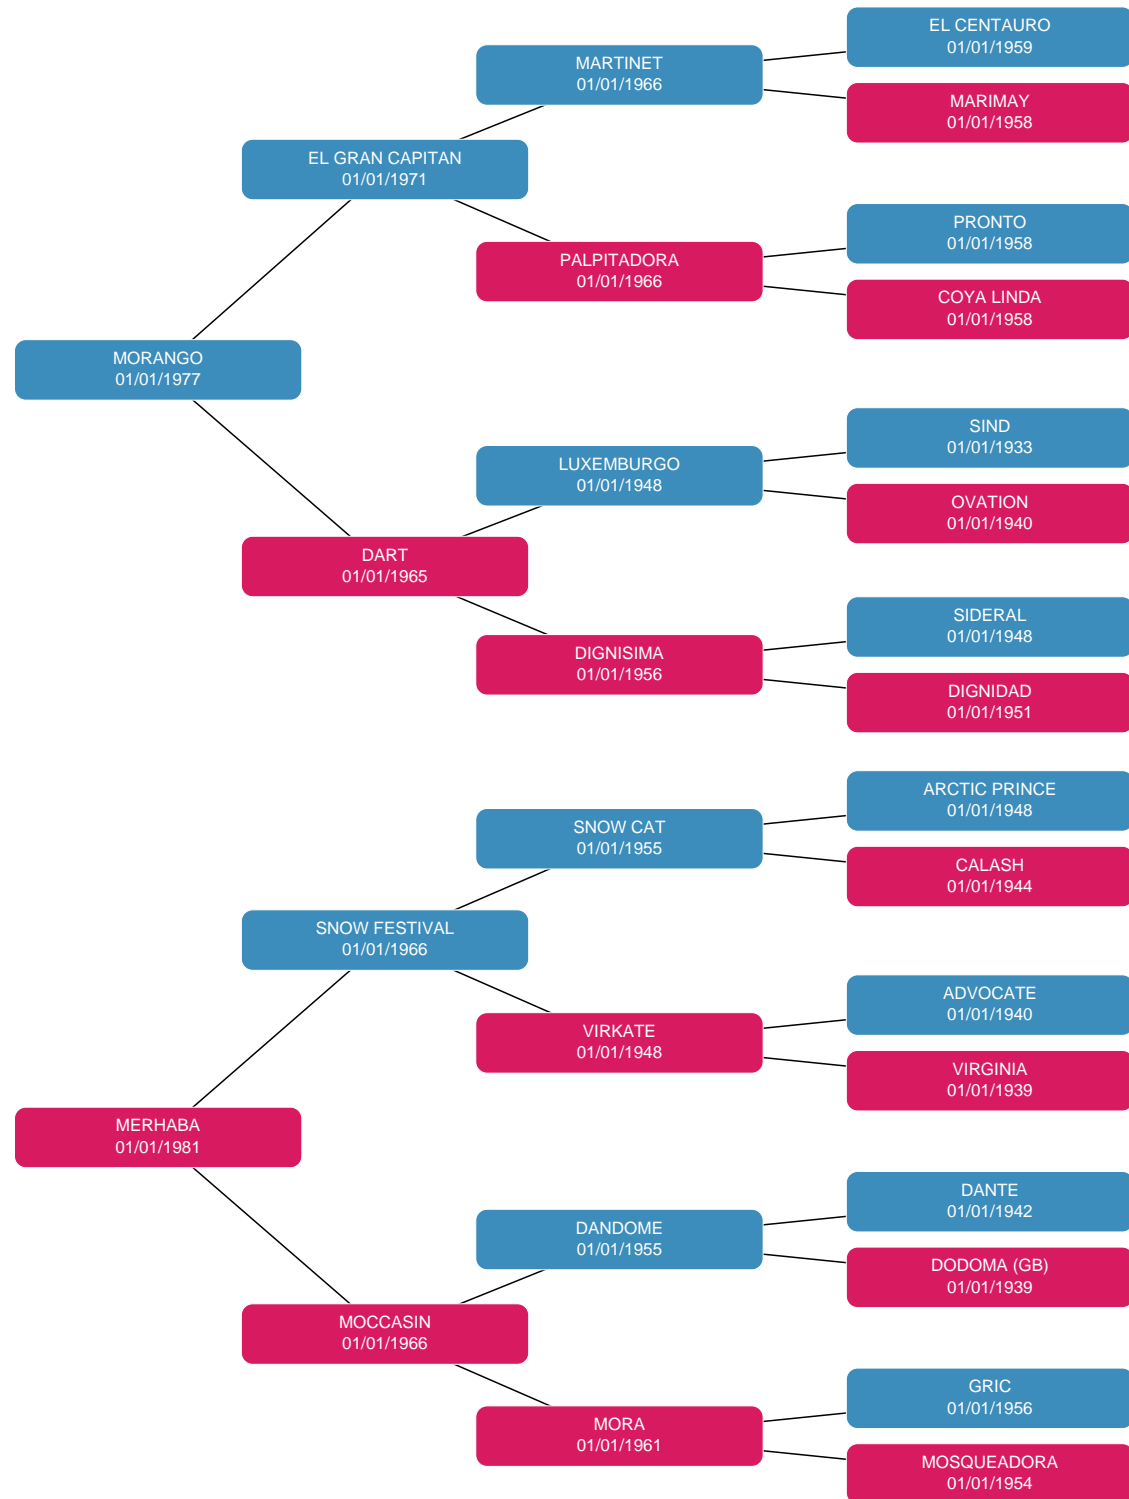 EL CENTAURO
01/01/1959
MARTINET
01/01/1966
MARIMAY
01/01/1958
EL GRAN CAPITAN
01/01/1971
PRONTO
01/01/1958
PALPITADORA
01/01/1966
COYA LINDA
01/01/1958
MORANGO
01/01/1977
SIND
01/01/1933
LUXEMBURGO
01/01/1948
OVATION
01/01/1940
DART
01/01/1965
SIDERAL
01/01/1948
DIGNISIMA
01/01/1956
DIGNIDAD
01/01/1951
ARCTIC PRINCE
01/01/1948
SNOW CAT
01/01/1955
CALASH
01/01/1944
SNOW FESTIVAL
01/01/1966
ADVOCATE
01/01/1940
VIRKATE
01/01/1948
VIRGINIA
01/01/1939
MERHABA
01/01/1981
DANTE
01/01/1942
DANDOME
01/01/1955
DODOMA (GB)
01/01/1939
MOCCASIN
01/01/1966
GRIC
01/01/1956
MORA
01/01/1961
MOSQUEADORA
01/01/1954